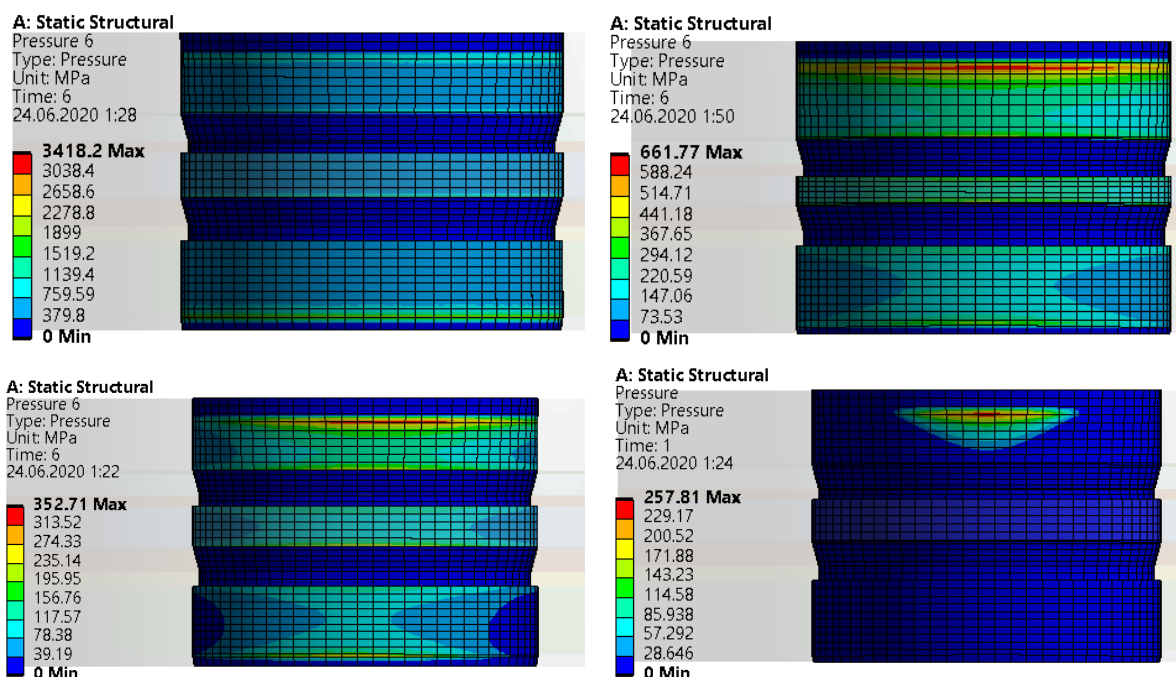 A: Static Structural
Pressure 6
Type: Pressure
Unit: MPa
Time: 6
24.06.2020 1:28
3418.2 Max
3038.4
2658.6
2278.8
1899
1519.2
1139.4
759.59
379.8
0 Min
A: Static Structural
Pressure 6
Type: Pressure
Unit: MPa
Time: 6
24.06.2020 1:50
661.77 Max
588.24
514.71
441.18
367.65
294.12
220.59
147.06
73.53
0 Min
A: Static Structural
Pressure 6
Type: Pressure
Unit: MPa
Time: 6
24.06.2020 1:22
352.71 Max
313.52
274.33
235.14
195.95
156.76
117.57
78.38
39.19
0 Min
A: Static Structural
Pressure
Type: Pressure
Unit: MPa
Time: 1
24.06.2020 1:24
257.81 Max
229.17
200.52
171.88
143.23
114.58
85.938
57.292
28.646
0 Min